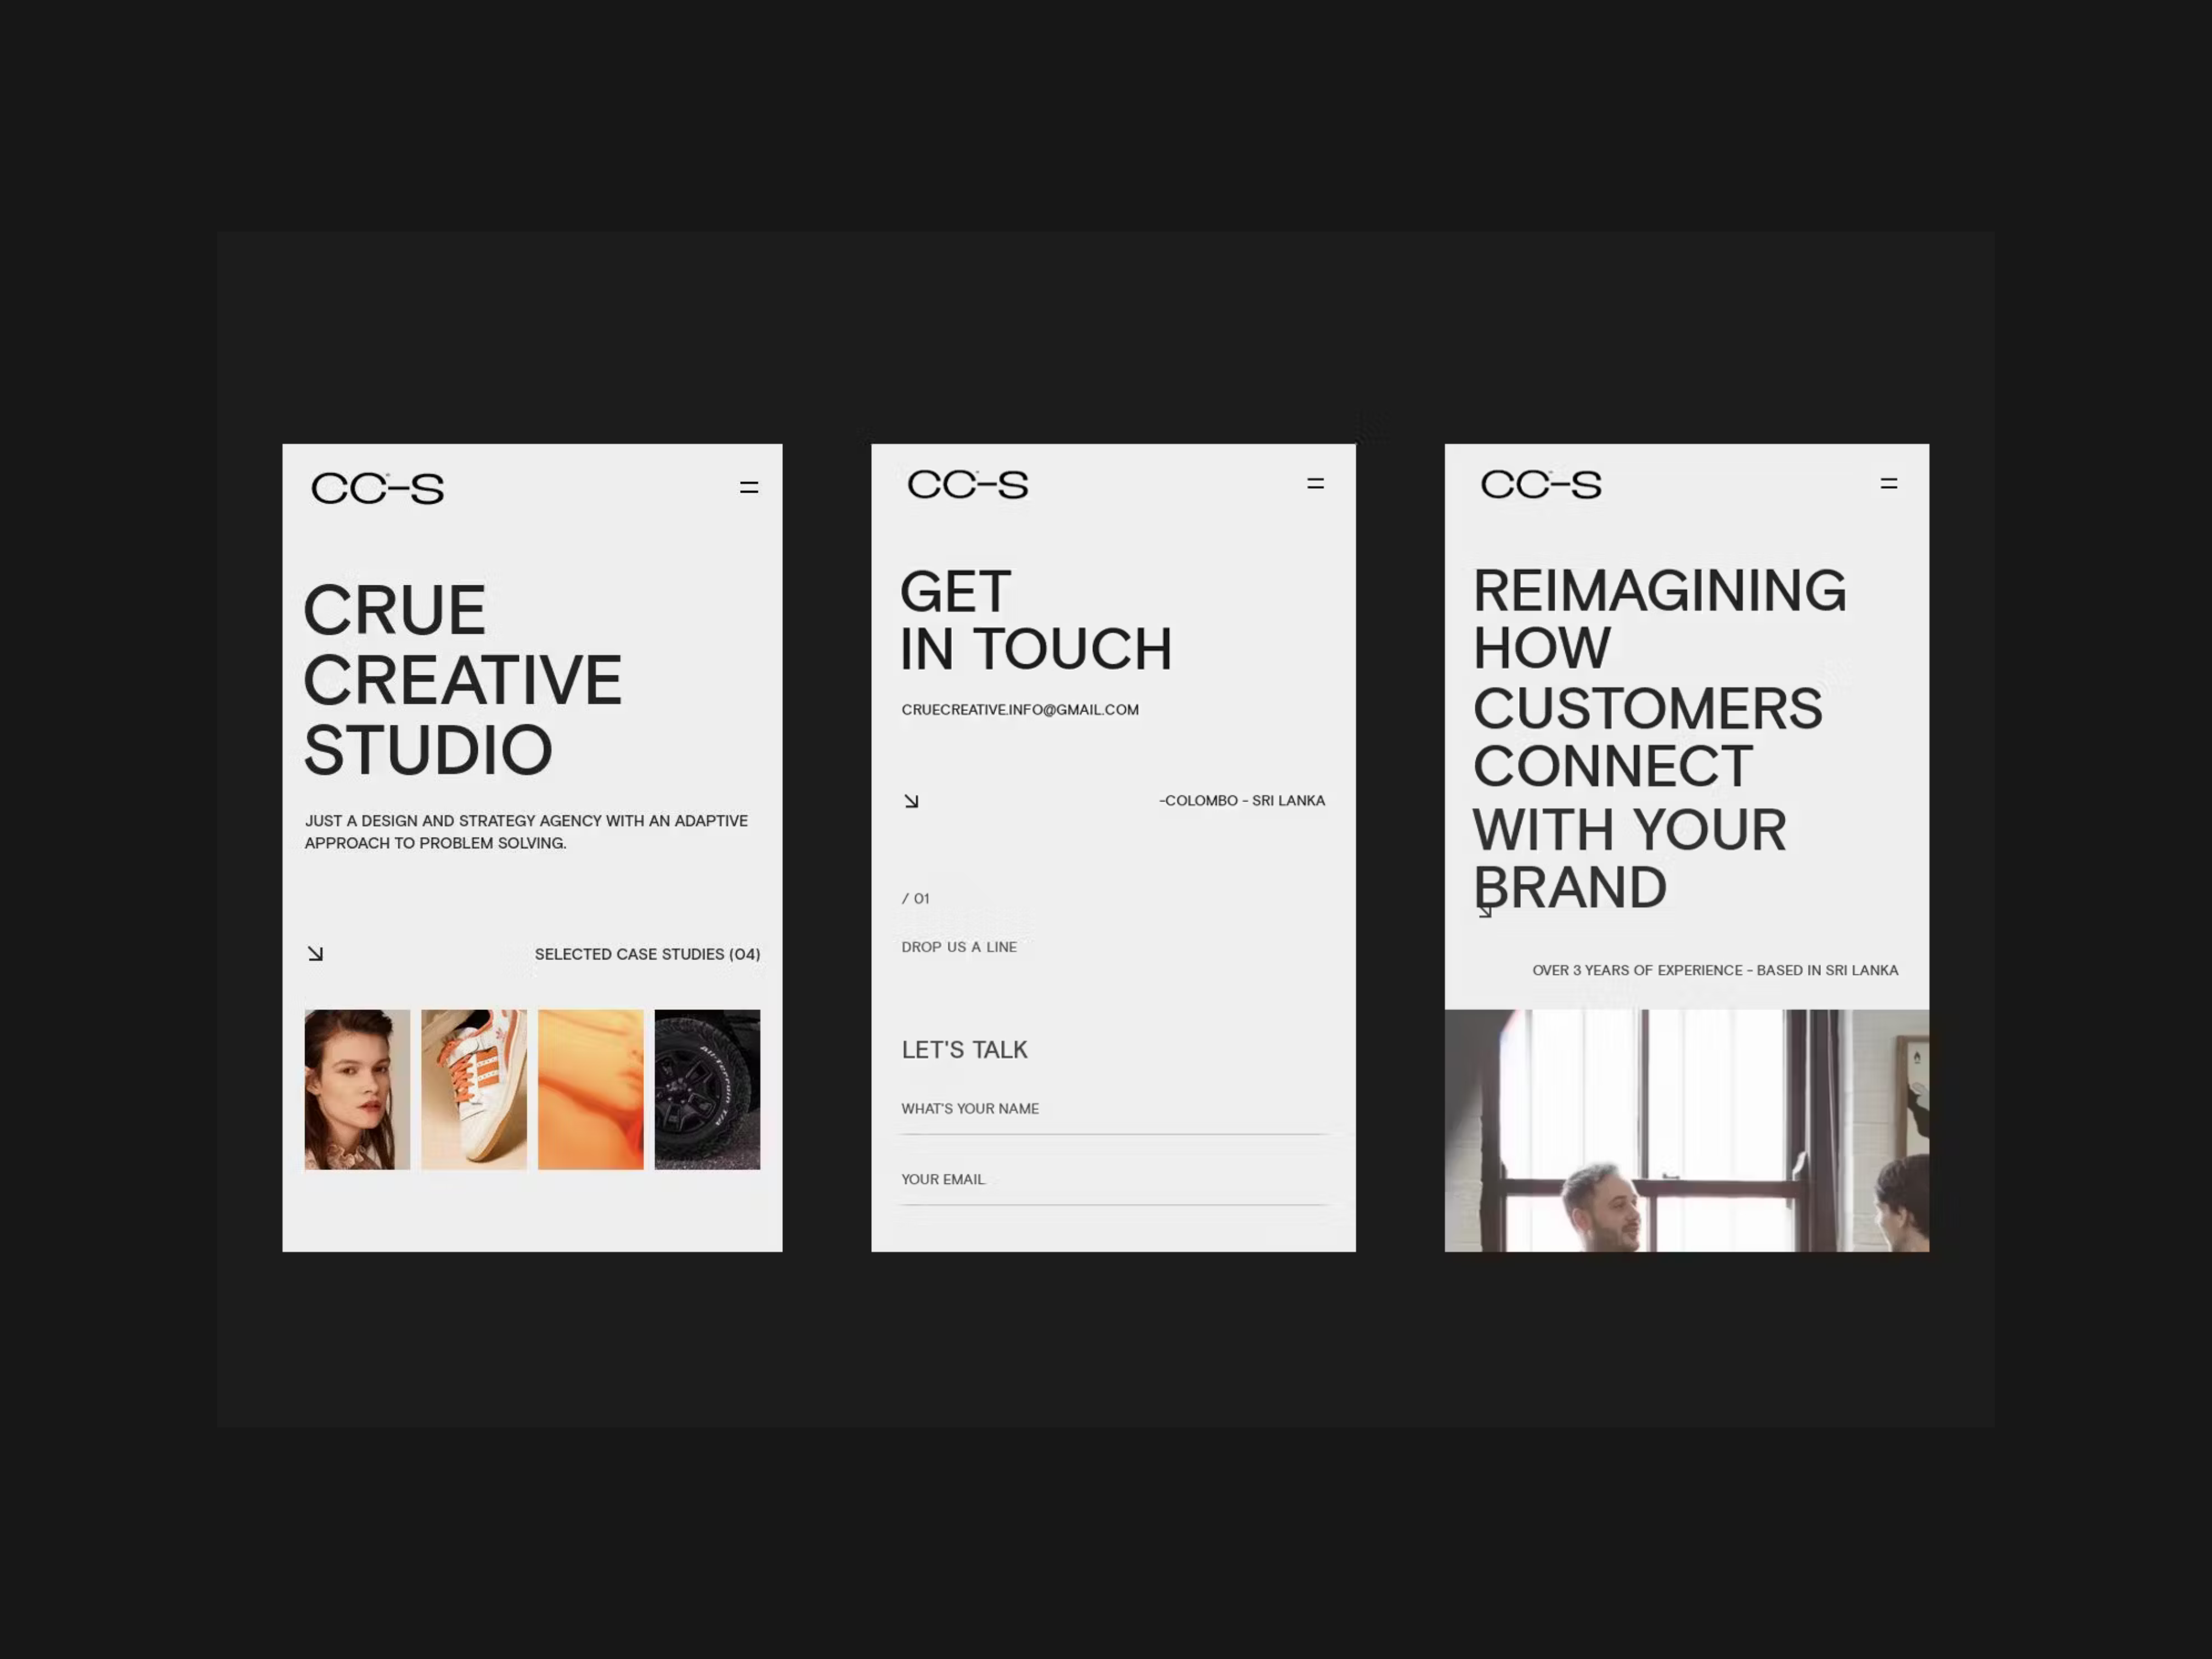 CC-S
CRUE
CREATIVE
STUDIO
JUST A DESIGN AND STRATEGY AGENCY WITH AN ADAPTIVE
APPROACH TO PROBLEM SOLVING.
SELECTED CASE STUDIES (04)
all-Terrain T/A
CC-S
GET
IN TOUCH
CRUECREATIVE.INFO@GMAIL.COM
-COLOMBO - SRI LANKA
/ 01
DROP US A LINE
LET'S TALK
WHAT'S YOUR NAME
YOUR EMAIL
CC-S
REIMAGINING
HOW
CUSTOMERS
CONNECT
WITH YOUR
BRAND
OVER 3 YEARS OF EXPERIENCE - BASED IN SRI LANKA